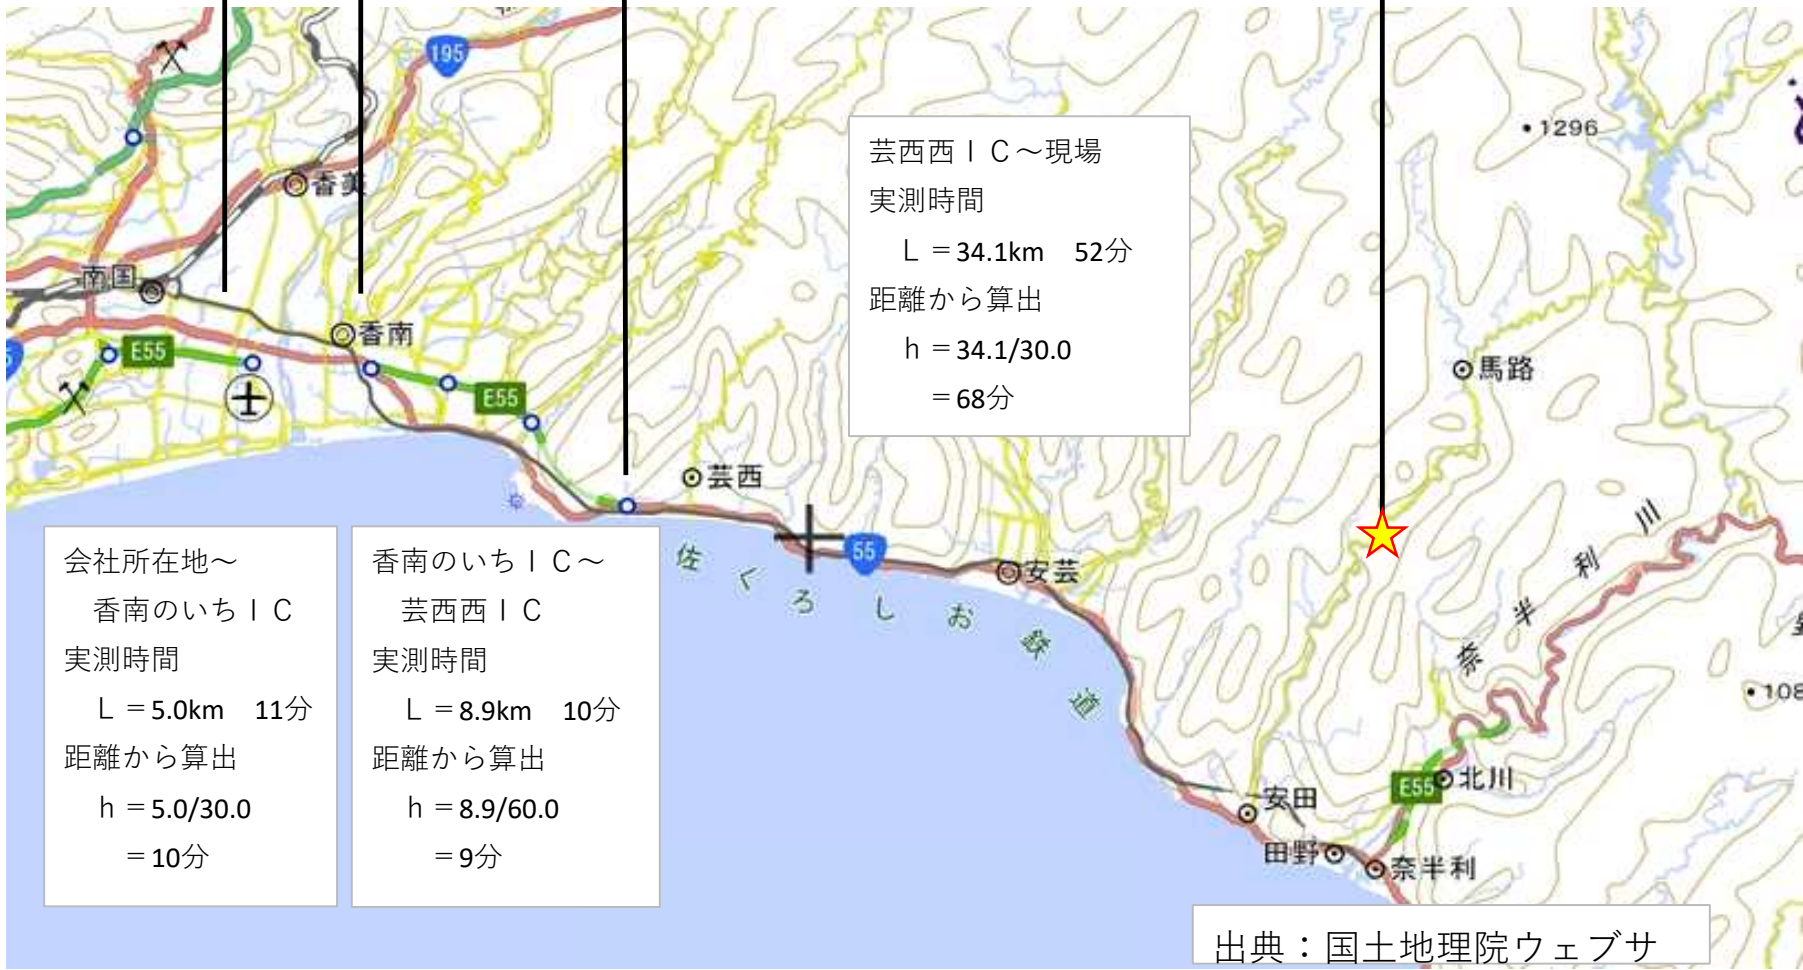 195
1296
香美
芸西西ＩＣ～現場
実測時間
Ｌ＝34.1km　52分
距離から算出
ｈ＝34.1/30.0
＝68分
南国
香南
E55
馬路
E55
芸西
川
利
半
奈
55
安芸
佐くろしお鉄道
会社所在地～
香南のいちＩＣ
実測時間
Ｌ＝5.0km　11分
距離から算出
ｈ＝5.0/30.0
＝10分
香南のいちＩＣ～
芸西西ＩＣ
実測時間
Ｌ＝8.9km　10分
距離から算出
ｈ＝8.9/60.0
＝9分
108
E55
北川
安田
田野
奈半利
出典：国土地理院ウェブサ